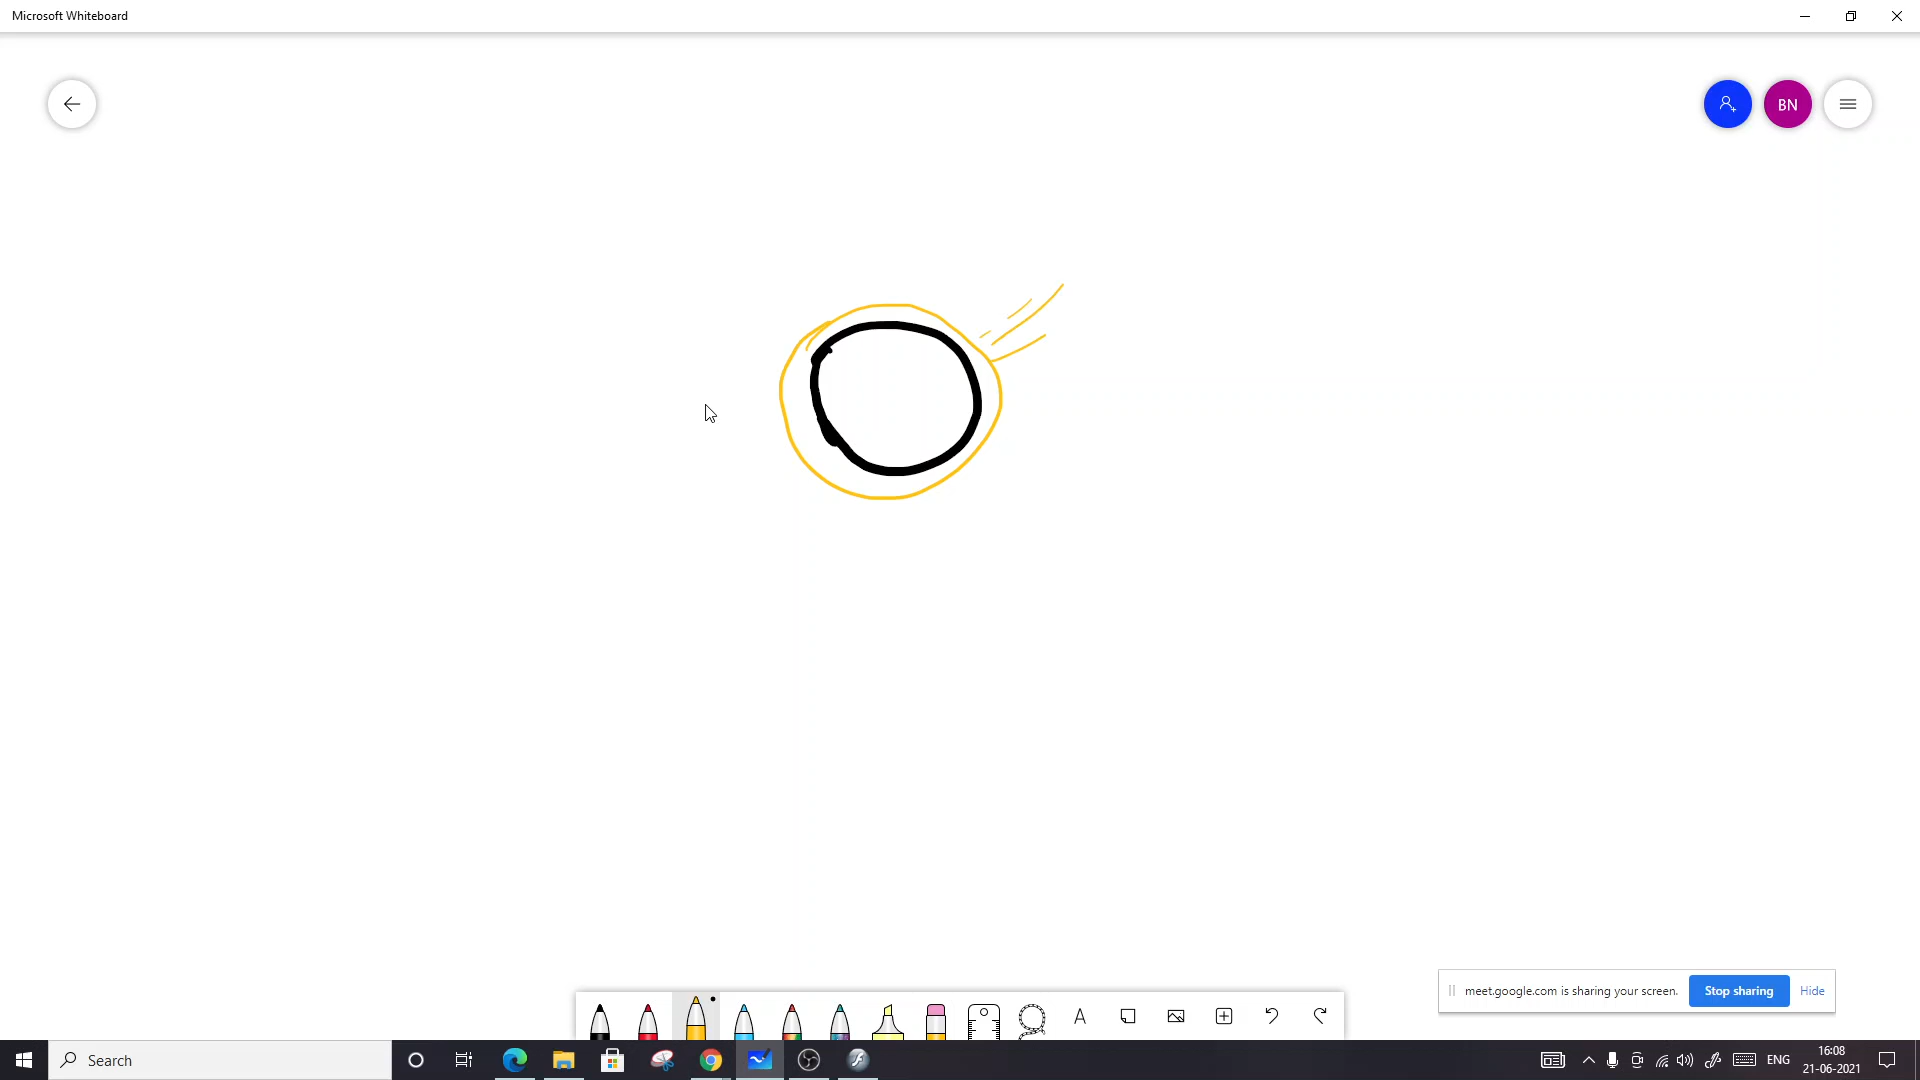 Microsoft Whiteboard
BN
meet.google.com is sharing your screen.
Stop sharing
Hide
Search
ENG
16:08
21-06-2021